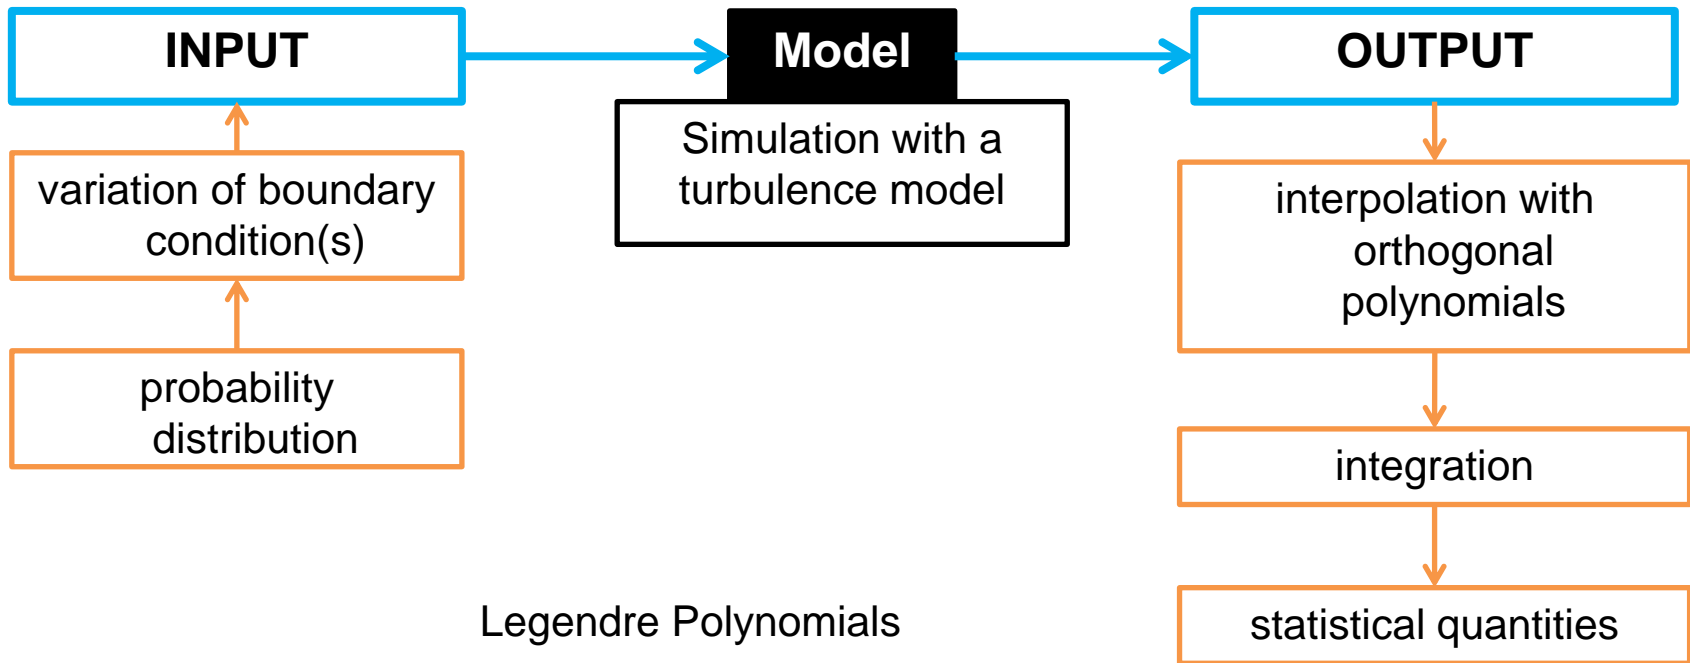 INPUT
Model
OUTPUT
Simulation with a
turbulence model
variation of boundary
condition(s)
probability
distribution
interpolation with
orthogonal
polynomials
integration
statistical quantities
Legendre Polynomials